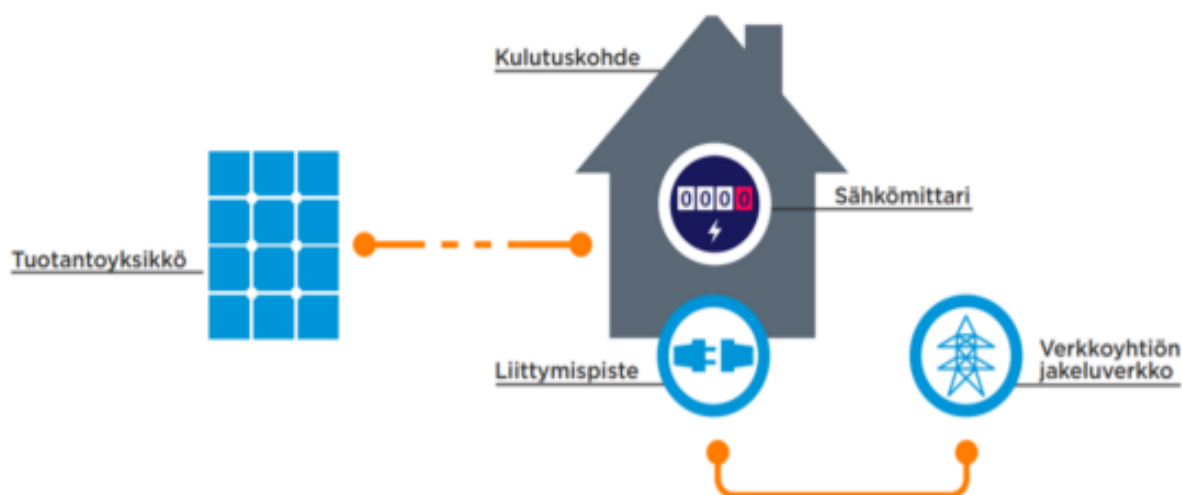 Kulutuskohde
0000
Sähkömittari
Tuotantoyksikkö
Liittymispiste
Verkkoyhtiön
jakeluverkko